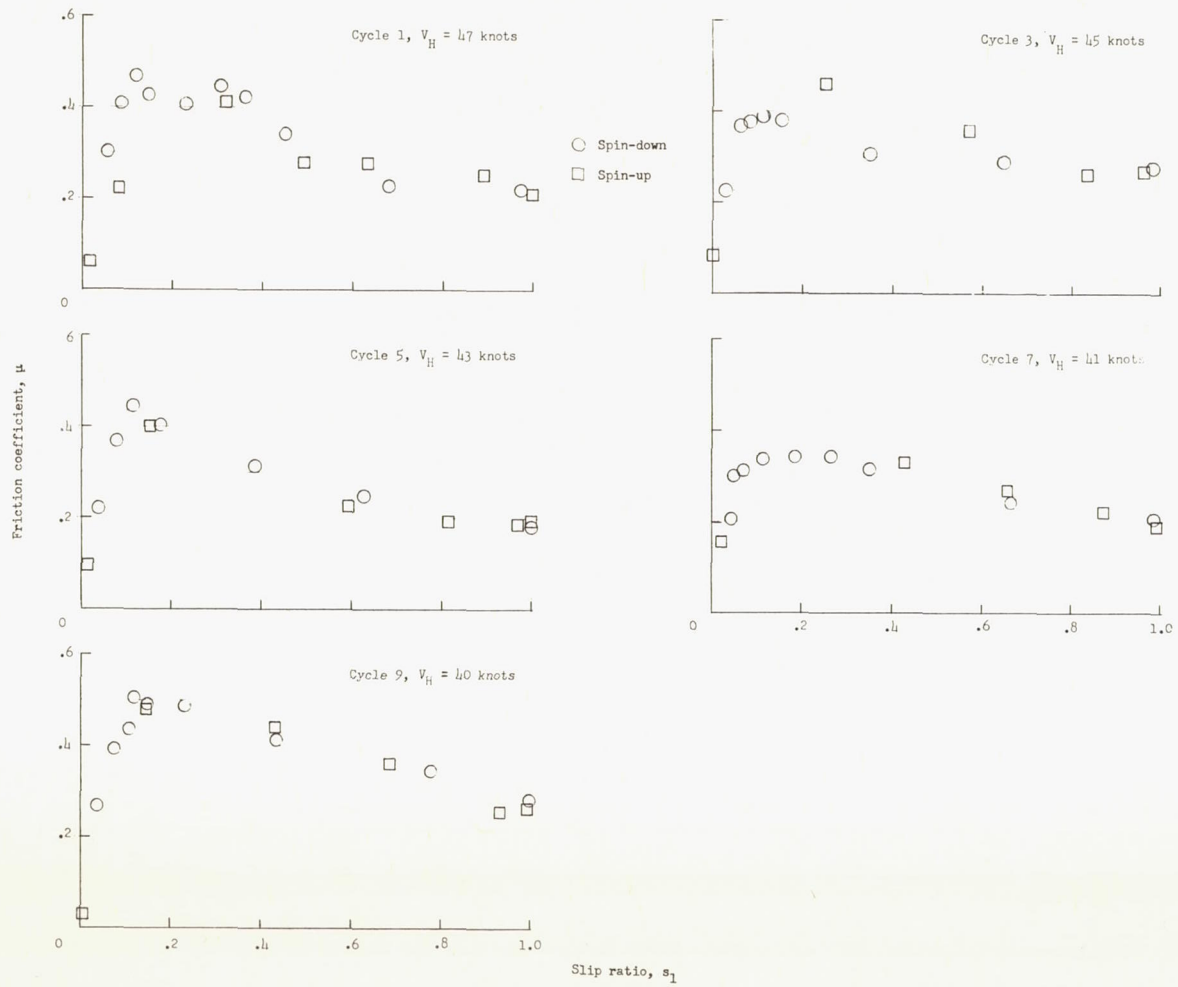 .6
Cycle 1, V_H = 47 knots
.4
.2
0
Cycle 3, V_H = 45 knots
○ Spin-down
□ Spin-up
Friction coefficient, μ
6
Cycle 5, V_H = 43 knots
.4
.2
0
Cycle 7, V_H = 41 knots
0 .2 .4 .6 .8 1.0
.6
Cycle 9, V_H = 40 knots
.4
.2
0 .2 .4 .6 .8 1.0
Slip ratio, s_1